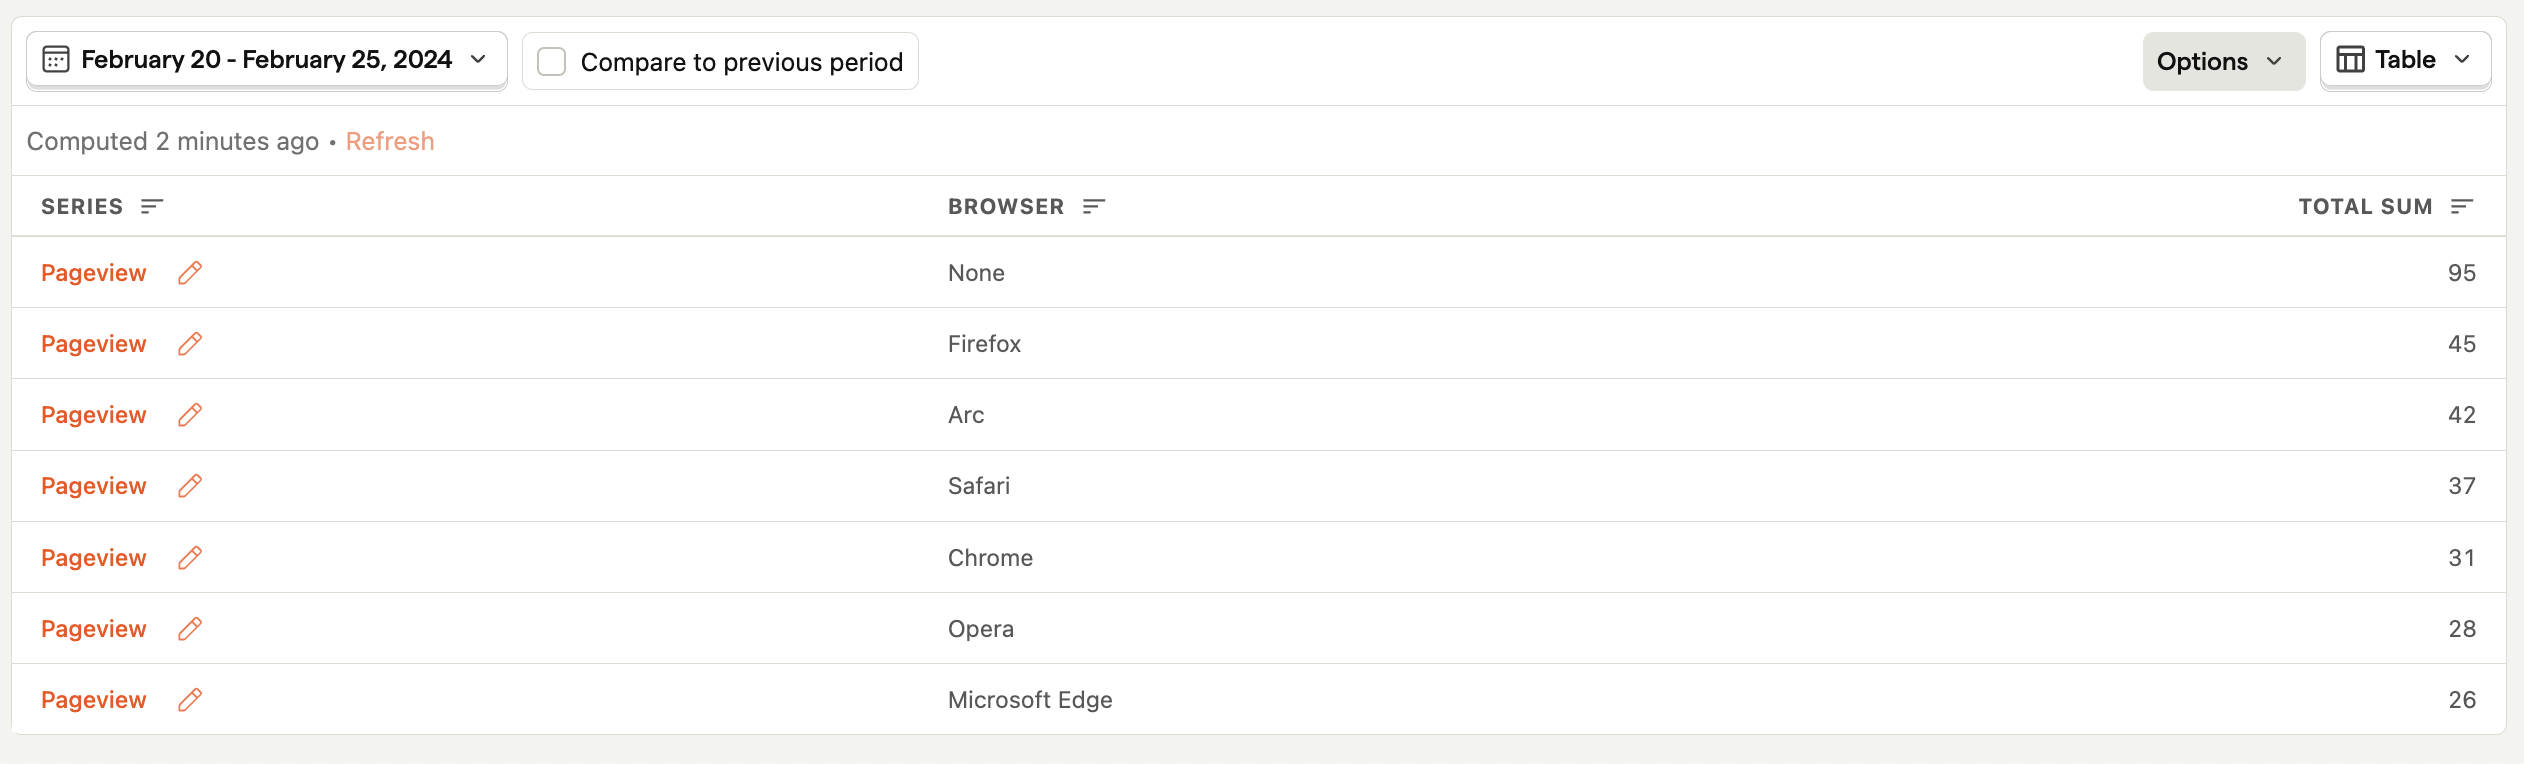 February 20 - February 25, 2024 Compare to previous period Options Table
Computed 2 minutes ago • Refresh
SERIES BROWSER TOTAL SUM
Pageview None 95
Pageview Firefox 45
Pageview Arc 42
Pageview Safari 37
Pageview Chrome 31
Pageview Opera 28
Pageview Microsoft Edge 26